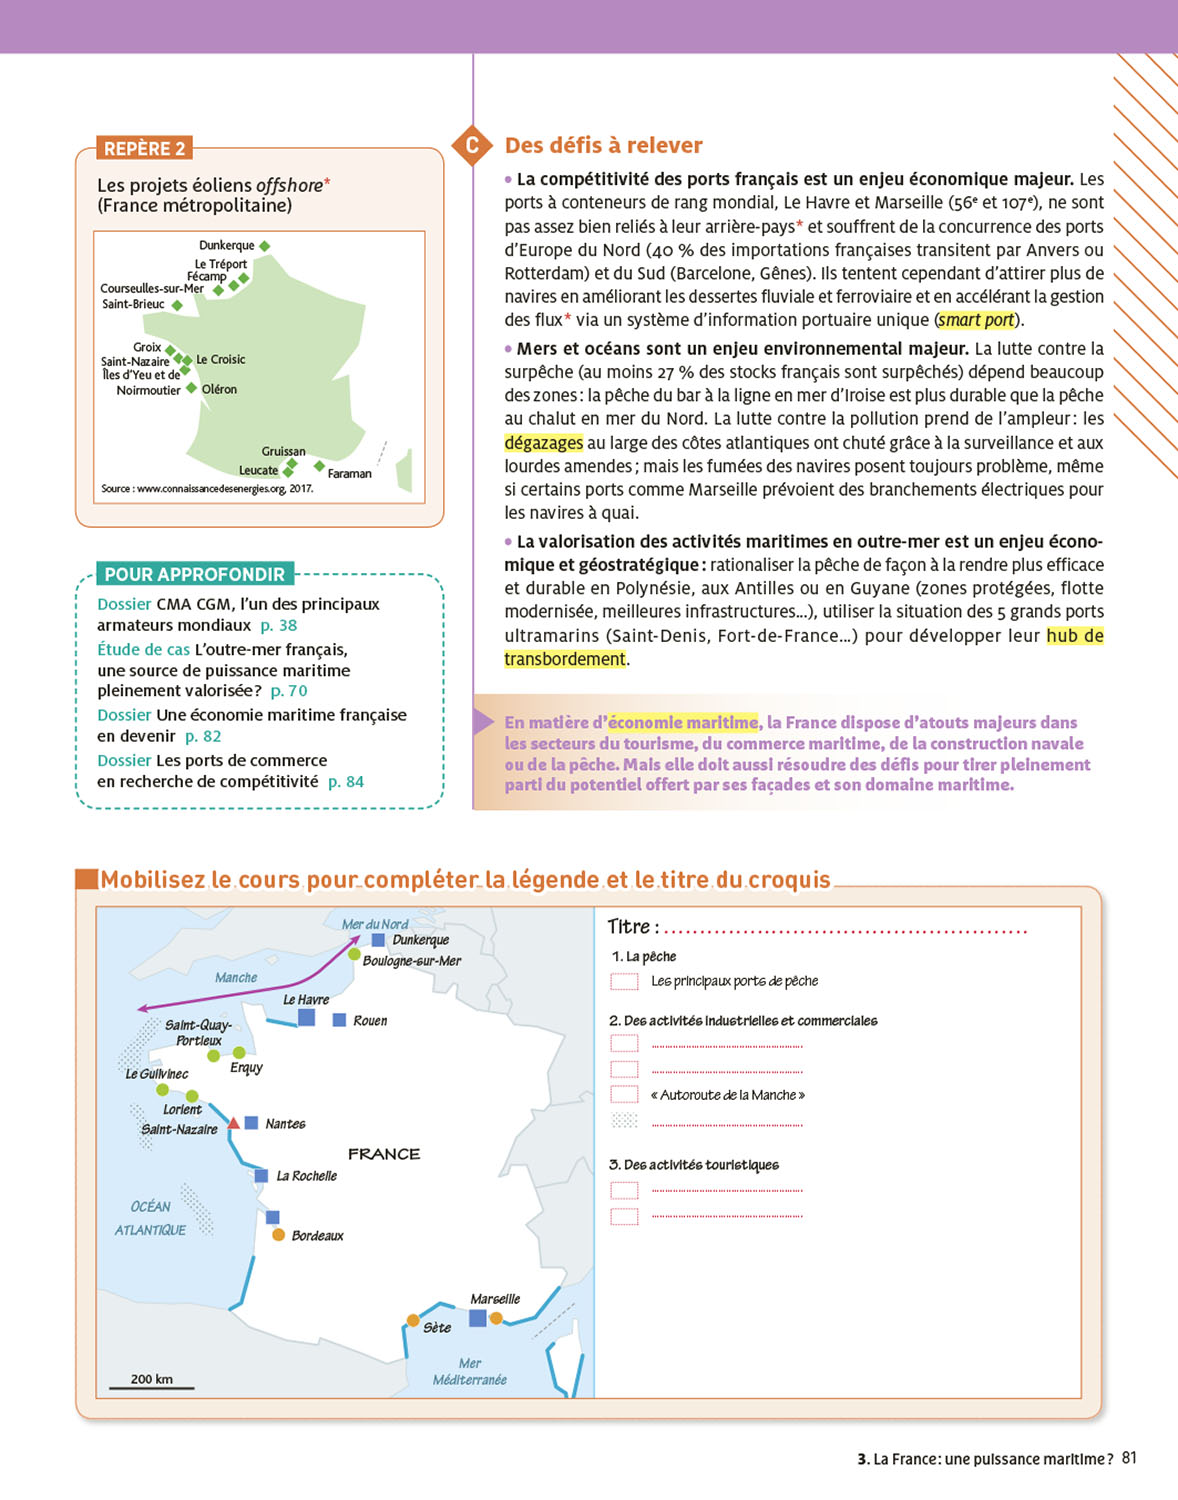 REPÈRE 2
Les projets éoliens offshore*
(France métropolitaine)
Dunkerque
Le Tréport
Fécamp
Courseulles-sur-Mer
Saint-Brieuc
Groix
Saint-Nazaire
Le Croisic
Îles d'Yeu et de
Noirmoutier
Oléron
Gruissan
Leucate
Faraman
Source : www.connaissancedesenergies.org, 2017.
POUR APPROFONDIR
Dossier CMA CGM, l'un des principaux
armateurs mondiaux p. 38
Étude de cas L'outre-mer français,
une source de puissance maritime
pleinement valorisée ? p. 70
Dossier Une économie maritime française
en devenir p. 82
Dossier Les ports de commerce
en recherche de compétitivité p. 84
C Des défis à relever
• La compétitivité des ports français est un enjeu économique majeur. Les
ports à conteneurs de rang mondial, Le Havre et Marseille (56e et 107e), ne sont
pas assez bien reliés à leur arrière-pays* et souffrent de la concurrence des ports
d'Europe du Nord (40 % des importations françaises transitent par Anvers ou
Rotterdam) et du Sud (Barcelone, Gênes). Ils tentent cependant d'attirer plus de
navires en améliorant les dessertes fluviale et ferroviaire et en accélérant la gestion
des flux* via un système d'information portuaire unique (smart port).
• Mers et océans sont un enjeu environnemental majeur. La lutte contre la
surpêche (au moins 27 % des stocks français sont surpêchés) dépend beaucoup
des zones : la pêche du bar à la ligne en mer d'Iroise est plus durable que la pêche
au chalut en mer du Nord. La lutte contre la pollution prend de l'ampleur : les
dégazages au large des côtes atlantiques ont chuté grâce à la surveillance et aux
lourdes amendes ; mais les fumées des navires posent toujours problème, même
si certains ports comme Marseille prévoient des branchements électriques pour
les navires à quai.
• La valorisation des activités maritimes en outre-mer est un enjeu écono-
mique et géostratégique : rationaliser la pêche de façon à la rendre plus efficace
et durable en Polynésie, aux Antilles ou en Guyane (zones protégées, flotte
modernisée, meilleures infrastructures...), utiliser la situation des 5 grands ports
ultramarins (Saint-Denis, Fort-de-France...) pour développer leur hub de
transbordement.
En matière d'économie maritime, la France dispose d'atouts majeurs dans
les secteurs du tourisme, du commerce maritime, de la construction navale
ou de la pêche. Mais elle doit aussi résoudre des défis pour tirer pleinement
parti du potentiel offert par ses façades et son domaine maritime.
Mobilisez le cours pour compléter la légende et le titre du croquis
Mer du Nord
Dunkerque
Boulogne-sur-Mer
Manche
Le Havre
Rouen
Saint-Quay-
Portieux
Erquy
Le Guilvinec
Lorient
Saint-Nazaire
Nantes
FRANCE
La Rochelle
OCÉAN
ATLANTIQUE
Bordeaux
Marseille
Sète
Mer
Méditerranée
200 km
Titre : ....................................................
1. La pêche
Les principaux ports de pêche
2. Des activités industrielles et commerciales
« Autoroute de la Manche »
3. Des activités touristiques
3. La France : une puissance maritime ? 81